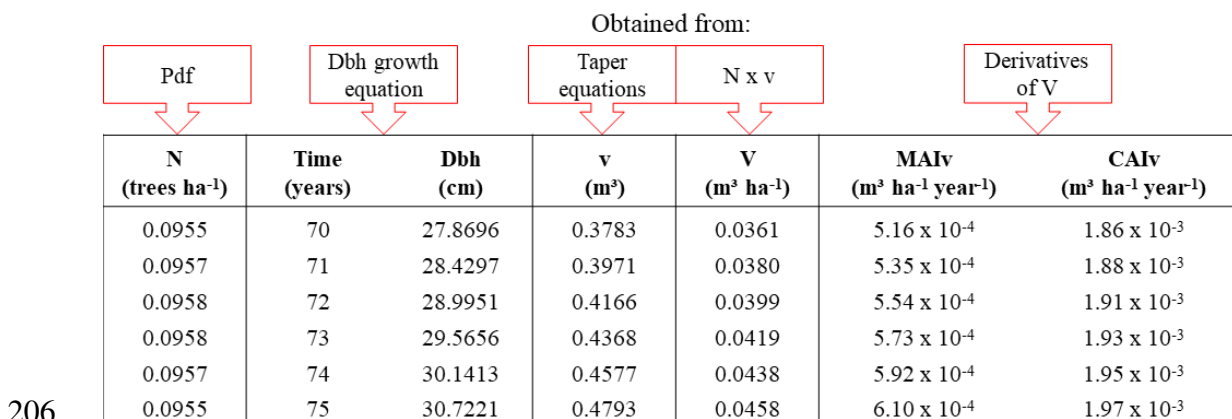 Obtained from:
Pdf
Dbh growth
equation
Taper
equations
N x v
Derivatives
of V
N Time Dbh v V MAIv CAIv
(trees ha⁻¹) (years) (cm) (m³) (m³ ha⁻¹) (m³ ha⁻¹ year⁻¹) (m³ ha⁻¹ year⁻¹)
0.0955 70 27.8696 0.3783 0.0361 5.16 x 10⁻⁴ 1.86 x 10⁻³
0.0957 71 28.4297 0.3971 0.0380 5.35 x 10⁻⁴ 1.88 x 10⁻³
0.0958 72 28.9951 0.4166 0.0399 5.54 x 10⁻⁴ 1.91 x 10⁻³
0.0958 73 29.5656 0.4368 0.0419 5.73 x 10⁻⁴ 1.93 x 10⁻³
0.0957 74 30.1413 0.4577 0.0438 5.92 x 10⁻⁴ 1.95 x 10⁻³
206 0.0955 75 30.7221 0.4793 0.0458 6.10 x 10⁻⁴ 1.97 x 10⁻³